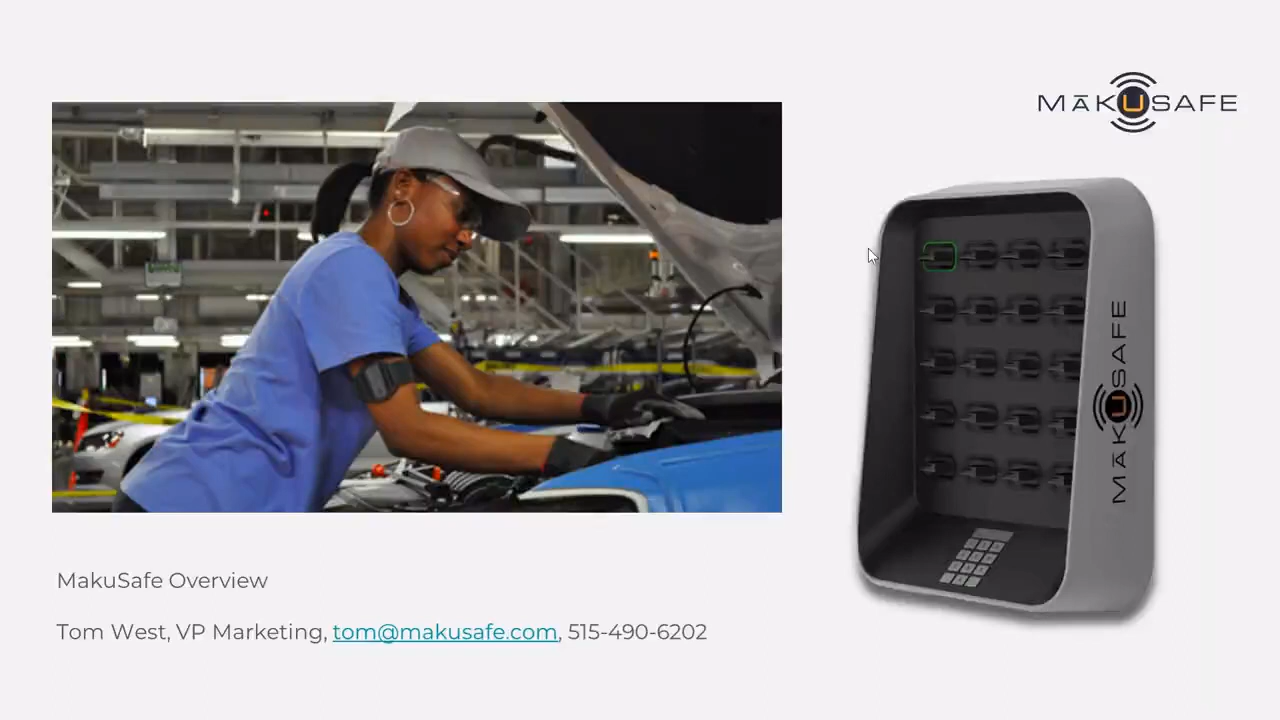 MĀKUSAFE
MĀKUSAFE
MakuSafe Overview
Tom West, VP Marketing, tom@makusafe.com, 515-490-6202